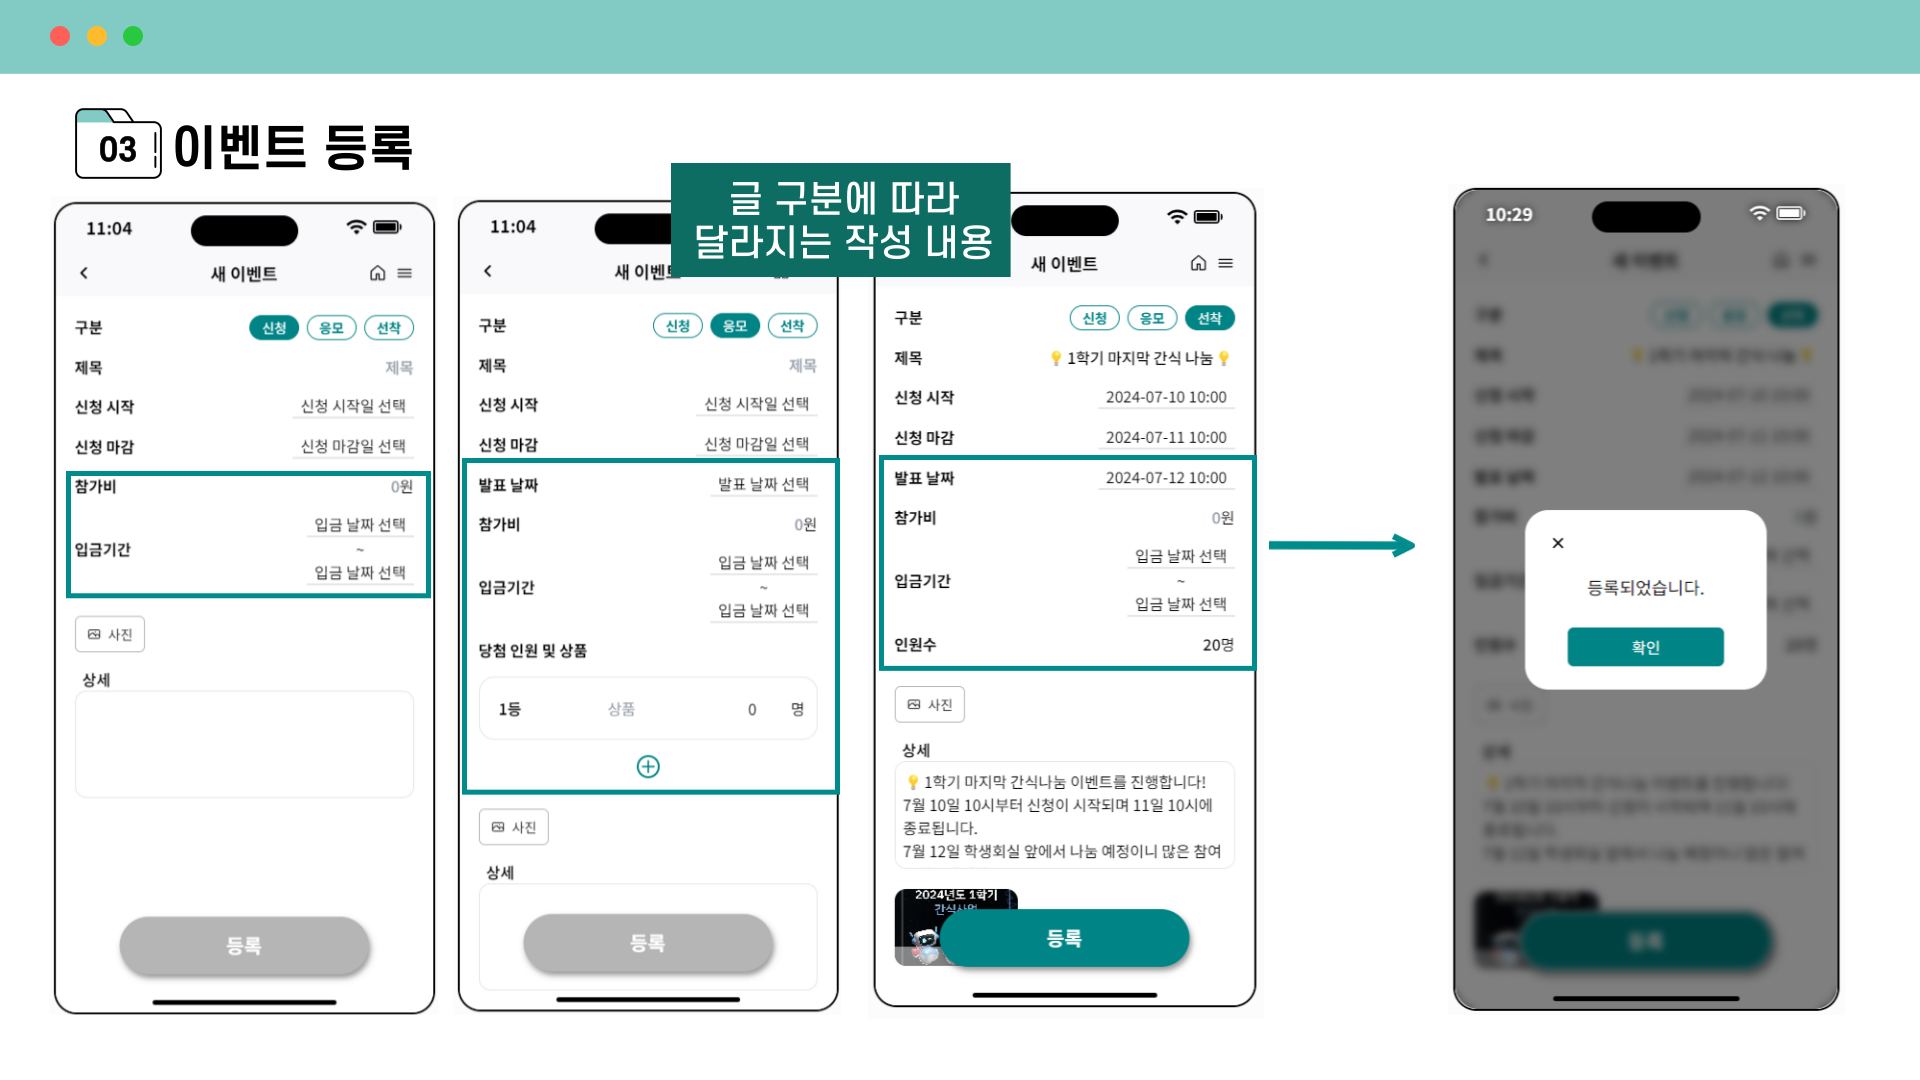 03 이벤트 등록
글 구분에 따라
달라지는 작성 내용
11:04
새 이벤트
구분 신청 응모 선착
제목 제목
신청 시작 신청 시작일 선택
신청 마감 신청 마감일 선택
참가비 0원
입금 날짜 선택
입금기간 ~
입금 날짜 선택
사진
상세
등록
11:04
새 이벤트
구분 신청 응모 선착
제목 제목
신청 시작 신청 시작일 선택
신청 마감 신청 마감일 선택
발표 날짜 발표 날짜 선택
참가비 0원
입금 날짜 선택
입금기간 ~
입금 날짜 선택
당첨 인원 및 상품
1등 상품 0 명
사진
상세
등록
새 이벤트
구분 신청 응모 선착
제목 💡 1학기 마지막 간식 나눔 💡
신청 시작 2024-07-10 10:00
신청 마감 2024-07-11 10:00
발표 날짜 2024-07-12 10:00
참가비 0원
입금 날짜 선택
입금기간 ~
입금 날짜 선택
인원수 20명
사진
상세
💡 1학기 마지막 간식나눔 이벤트를 진행합니다!
7월 10일 10시부터 신청이 시작되며 11일 10시에
종료됩니다.
7월 12일 학생회실 앞에서 나눔 예정이니 많은 참여
2024년도 1학기
간식사업
등록
10:29
등록되었습니다.
확인